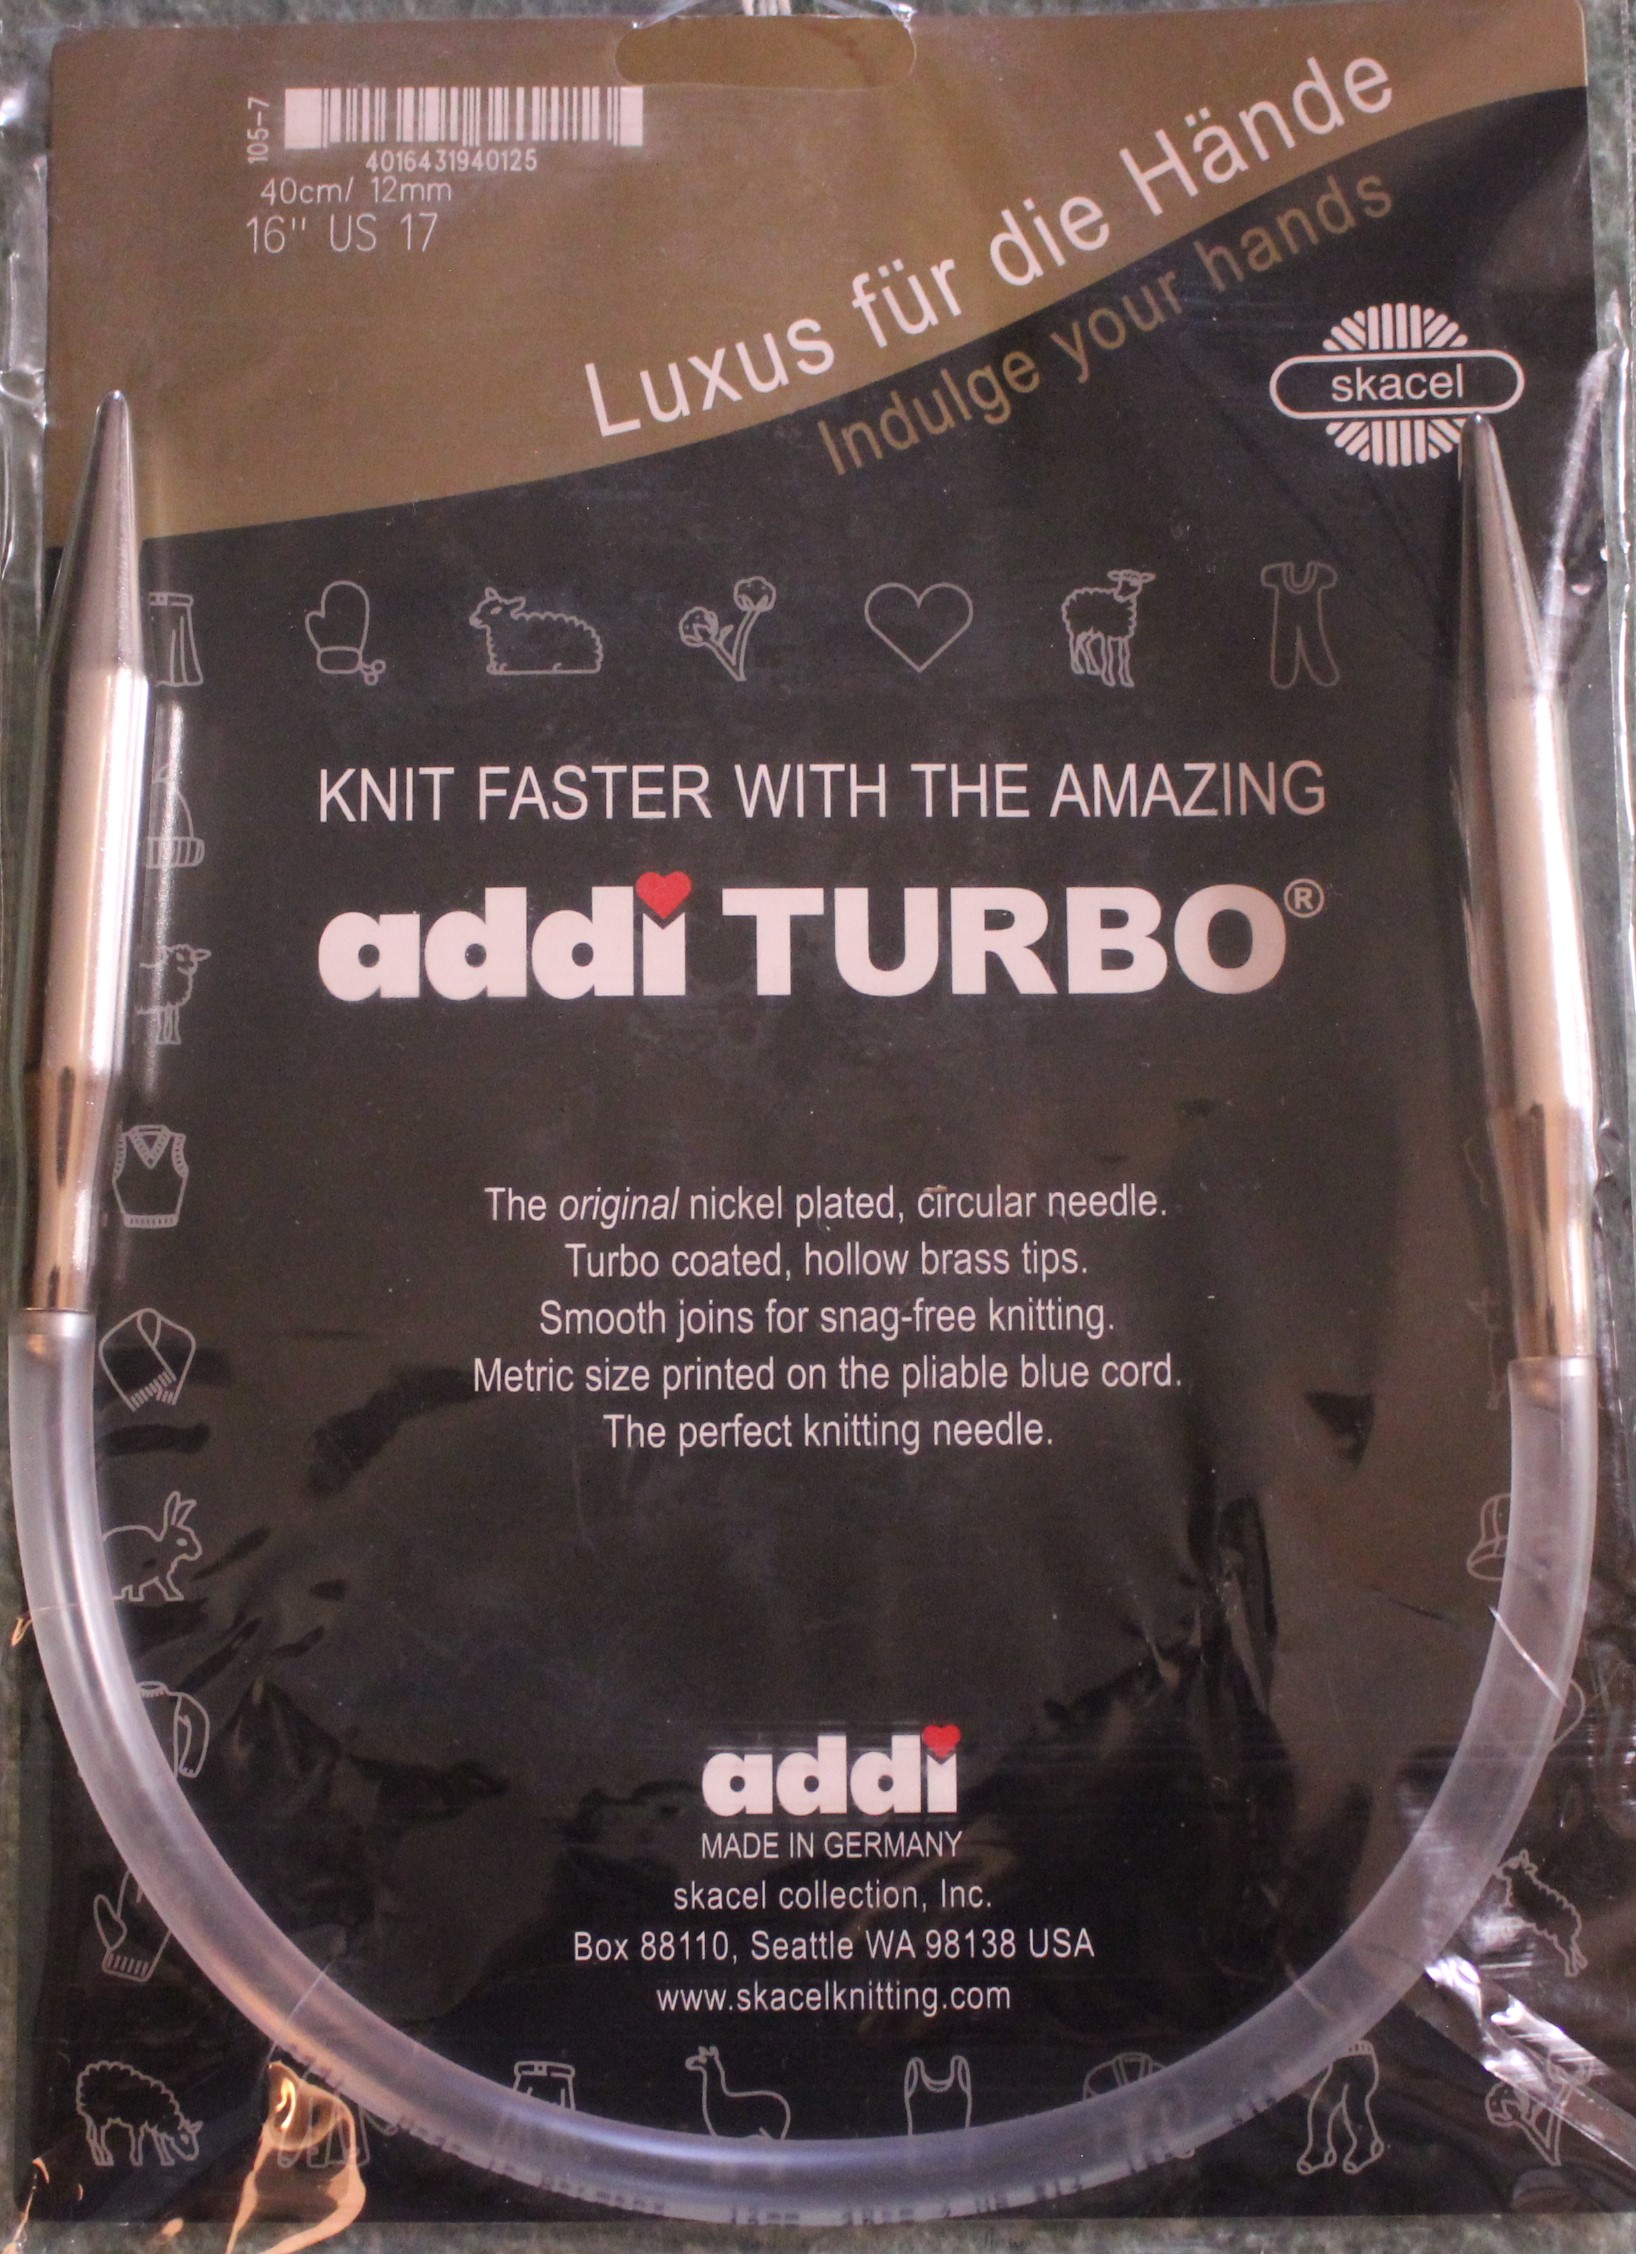 105-7
4016431940125
40cm/ 12mm
16" US 17
Luxus für die Hände
Indulge your hands
skacel
KNIT FASTER WITH THE AMAZING
addi TURBO®
The original nickel plated, circular needle.
Turbo coated, hollow brass tips.
Smooth joins for snag-free knitting.
Metric size printed on the pliable blue cord.
The perfect knitting needle.
addi
MADE IN GERMANY
skacel collection, Inc.
Box 88110, Seattle WA 98138 USA
www.skacelknitting.com